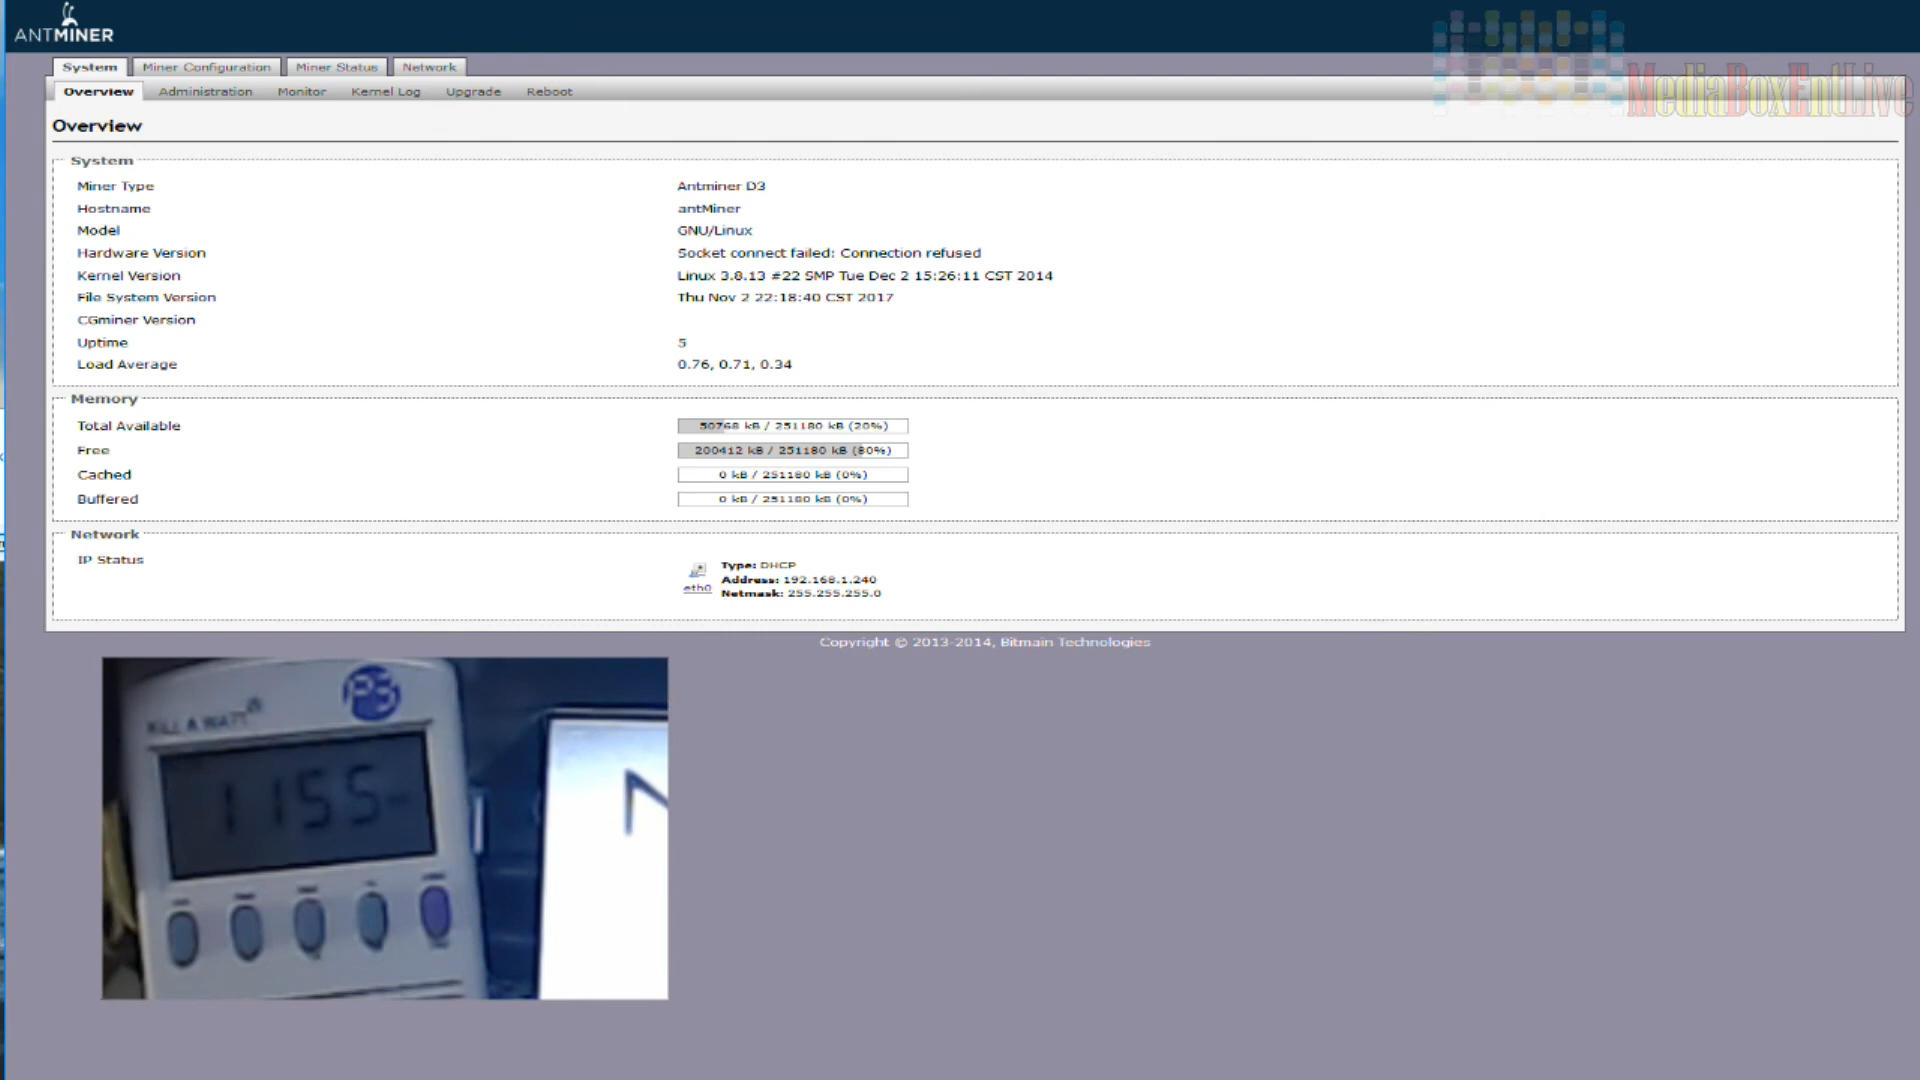 ANTMINER
MediaBoxEntLive
System Miner Configuration Miner Status Network
Overview Administration Monitor Kernel Log Upgrade Reboot
Overview
System
Miner Type Antminer D3
Hostname antMiner
Model GNU/Linux
Hardware Version Socket connect failed: Connection refused
Kernel Version Linux 3.8.13 #22 SMP Tue Dec 2 15:26:11 CST 2014
File System Version Thu Nov 2 22:18:40 CST 2017
CGminer Version
Uptime 5
Load Average 0.76, 0.71, 0.34
Memory
Total Available 50768 kB / 251180 kB (20%)
Free 200412 kB / 251180 kB (80%)
Cached 0 kB / 251180 kB (0%)
Buffered 0 kB / 251180 kB (0%)
Network
IP Status
eth0
Type: DHCP
Address: 192.168.1.240
Netmask: 255.255.255.0
Copyright © 2013-2014, Bitmain Technologies
P3
KILL A WATT®
1155